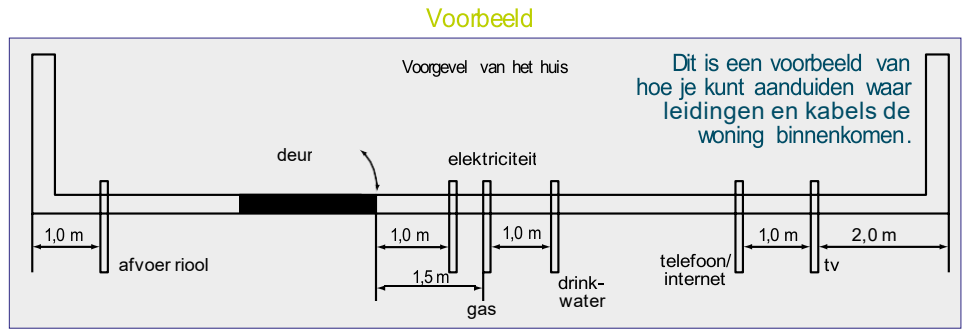 Voorbeeld
Voorgevel van het huis
Dit is een voorbeeld van
hoe je kunt aanduiden waar
leidingen en kabels de
woning binnenkomen.
deur
elektriciteit
1,0 m
afvoer riool
1,0 m
1,5 m
gas
1,0 m
drink-
water
telefoon/
internet
1,0 m
tv
2,0 m